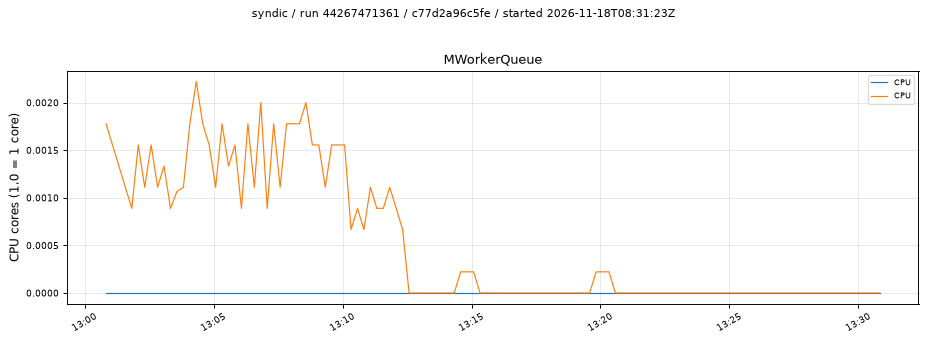 syndic / run 44267471361 / c77d2a96c5fe / started 2026-11-18T08:31:23Z
MWorkerQueue
CPU
CPU
CPU cores (1.0 = 1 core)
0.0020
0.0015
0.0010
0.0005
0.0000
13:00
13:05
13:10
13:15
13:20
13:25
13:30